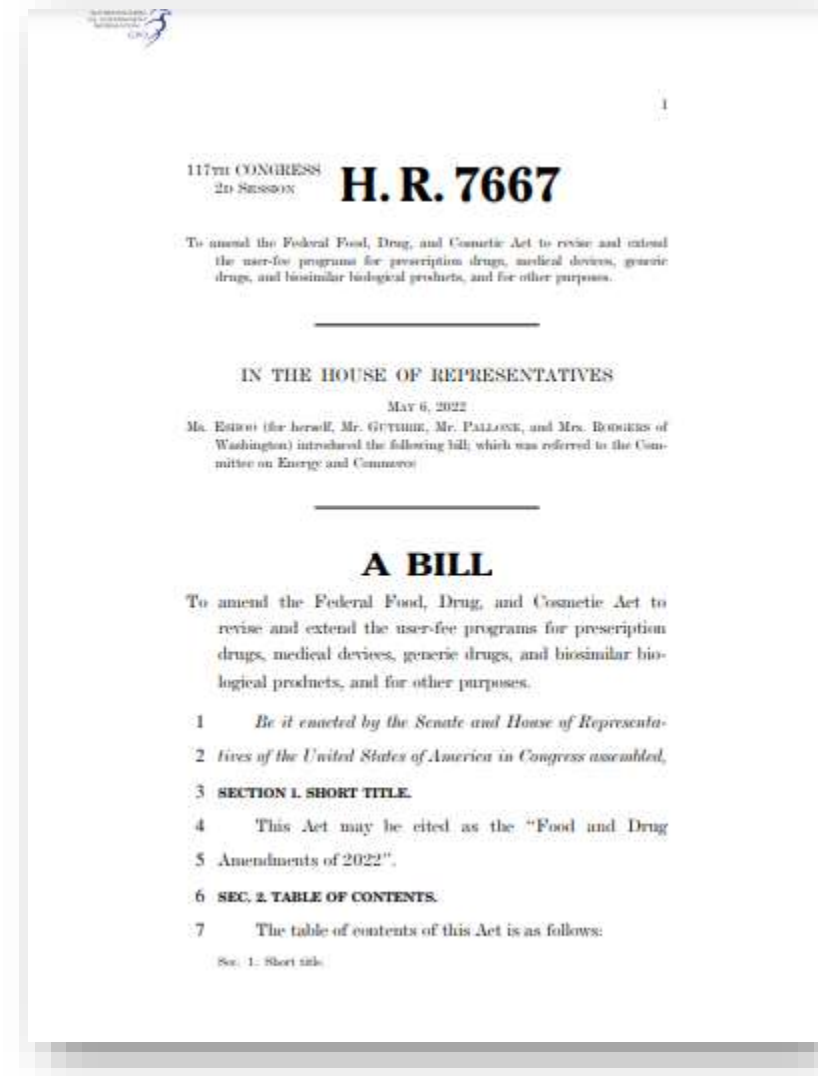 GPO
1
117TH CONGRESS
2D SESSION
H. R. 7667
To amend the Federal Food, Drug, and Cosmetic Act to revise and extend
the user-fee programs for prescription drugs, medical devices, generic
drugs, and biosimilar biological products, and for other purposes.
IN THE HOUSE OF REPRESENTATIVES
MAY 6, 2022
Ms. ESHOO (for herself, Mr. GUTHRIE, Mr. PALLONE, and Mrs. RODGERS of
Washington) introduced the following bill; which was referred to the Com-
mittee on Energy and Commerce
A BILL
To amend the Federal Food, Drug, and Cosmetic Act to
revise and extend the user-fee programs for prescription
drugs, medical devices, generic drugs, and biosimilar bio-
logical products, and for other purposes.
1 Be it enacted by the Senate and House of Representa-
2 tives of the United States of America in Congress assembled,
3 SECTION 1. SHORT TITLE.
4 This Act may be cited as the “Food and Drug
5 Amendments of 2022”.
6 SEC. 2. TABLE OF CONTENTS.
7 The table of contents of this Act is as follows:
Sec. 1. Short title